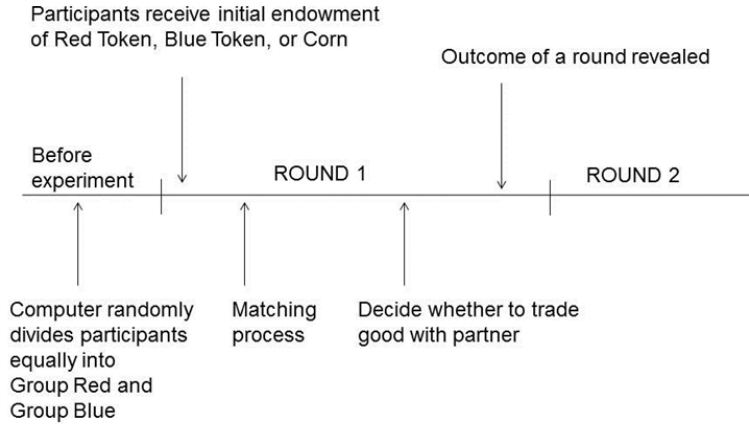 Participants receive initial endowment
of Red Token, Blue Token, or Corn
Outcome of a round revealed
Before
experiment
ROUND 1
ROUND 2
Computer randomly
divides participants
equally into
Group Red and
Group Blue
Matching
process
Decide whether to trade
good with partner